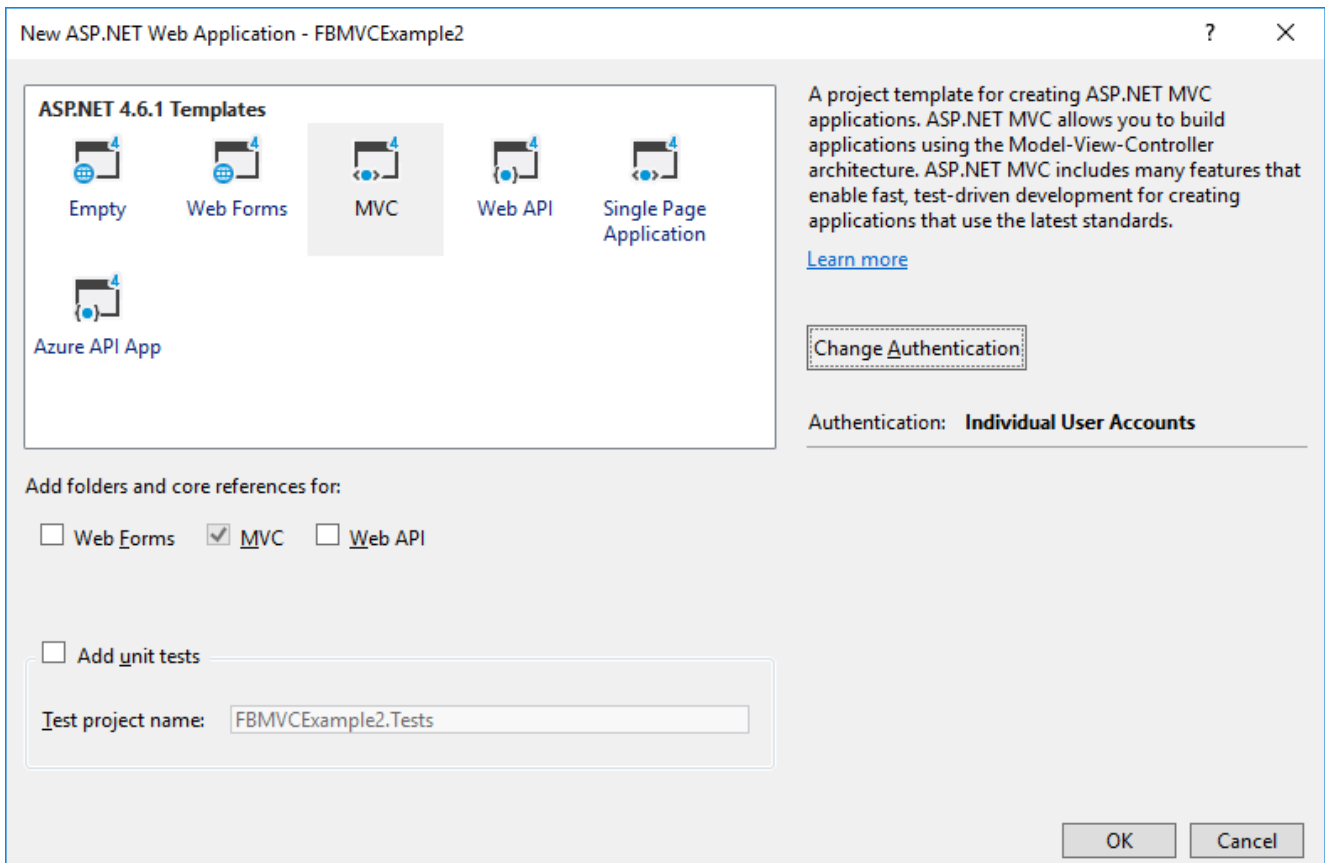 New ASP.NET Web Application - FBMVCExample2
?
ASP.NET 4.6.1 Templates
4
4
4
4
4
Empty
Web Forms
MVC
Web API
Single Page
Application
4
Azure API App
A project template for creating ASP.NET MVC
applications. ASP.NET MVC allows you to build
applications using the Model-View-Controller
architecture. ASP.NET MVC includes many features that
enable fast, test-driven development for creating
applications that use the latest standards.
Learn more
Change Authentication
Authentication: Individual User Accounts
Add folders and core references for:
Web Forms
MVC
Web API
Add unit tests
Test project name: FBMVCExample2.Tests
OK
Cancel